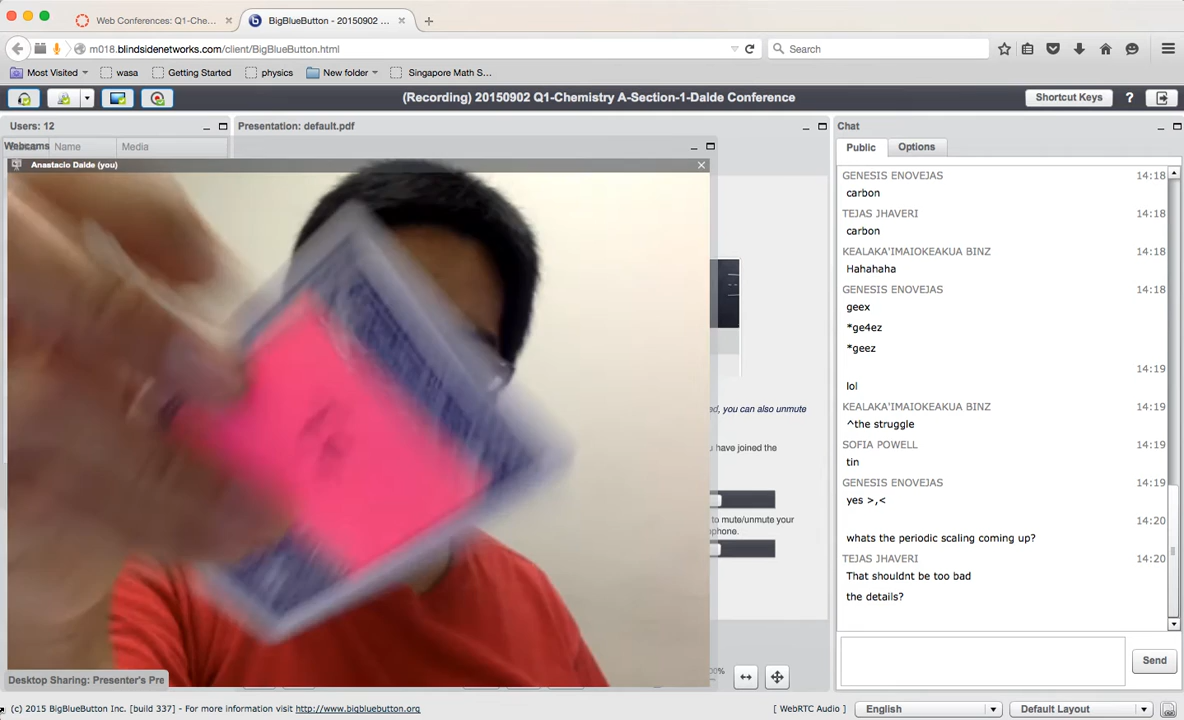 Web Conferences: Q1-Che...
BigBlueButton - 20150902 ...
m018.blindsidenetworks.com/client/BigBlueButton.html
Search
Most Visited
wasa
Getting Started
physics
New folder
Singapore Math S...
(Recording) 20150902 Q1-Chemistry A-Section-1-Dalde Conference
Shortcut Keys
?
Users: 12
Presentation: default.pdf
Chat
Webcams
Name
Media
Anastacio Dalde (you)
Public
Options
GENESIS ENOVEJAS 14:18
carbon
TEJAS JHAVERI 14:18
carbon
KEALAKA'IMAIOKEAKUA BINZ 14:18
Hahahaha
GENESIS ENOVEJAS 14:18
geex
*ge4ez
*geez
14:19
lol
KEALAKA'IMAIOKEAKUA BINZ 14:19
^the struggle
SOFIA POWELL 14:19
tin
GENESIS ENOVEJAS 14:19
yes >,<
14:20
whats the periodic scaling coming up?
TEJAS JHAVERI 14:20
That shouldnt be too bad
the details?
you can also unmute
have joined the
to mute/unmute your
phone.
Send
Desktop Sharing: Presenter's Pre
(c) 2015 BigBlueButton Inc. [build 337] - For more information visit http://www.bigbluebutton.org
[ WebRTC Audio ]
English
Default Layout